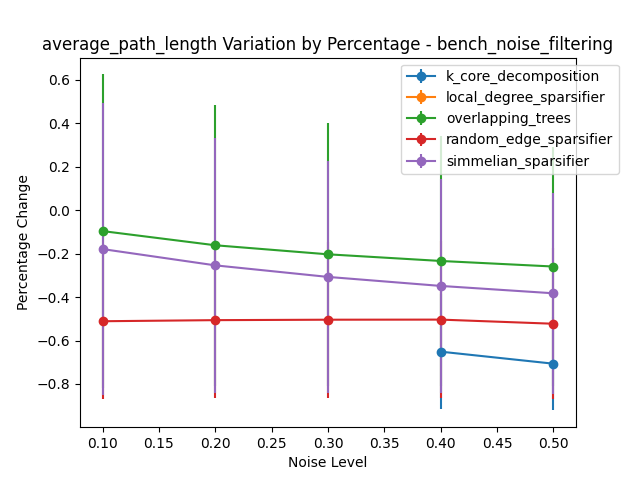 average_path_length Variation by Percentage - bench_noise_filtering
k_core_decomposition
local_degree_sparsifier
overlapping_trees
random_edge_sparsifier
simmelian_sparsifier
Percentage Change
0.6
0.4
0.2
0.0
−0.2
−0.4
−0.6
−0.8
0.10 0.15 0.20 0.25 0.30 0.35 0.40 0.45 0.50
Noise Level